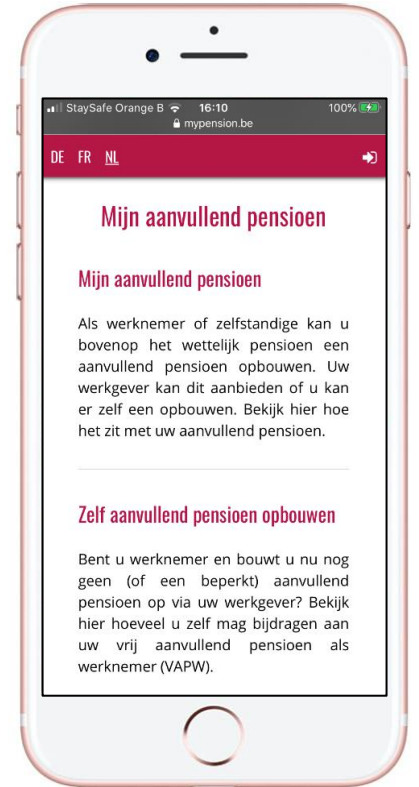 StaySafe Orange B 16:10 100%
mypension.be
DE FR NL
Mijn aanvullend pensioen
Mijn aanvullend pensioen
Als werknemer of zelfstandige kan u
bovenop het wettelijk pensioen een
aanvullend pensioen opbouwen. Uw
werkgever kan dit aanbieden of u kan
er zelf een opbouwen. Bekijk hier hoe
het zit met uw aanvullend pensioen.
Zelf aanvullend pensioen opbouwen
Bent u werknemer en bouwt u nu nog
geen (of een beperkt) aanvullend
pensioen op via uw werkgever? Bekijk
hier hoeveel u zelf mag bijdragen aan
uw vrij aanvullend pensioen als
werknemer (VAPW).